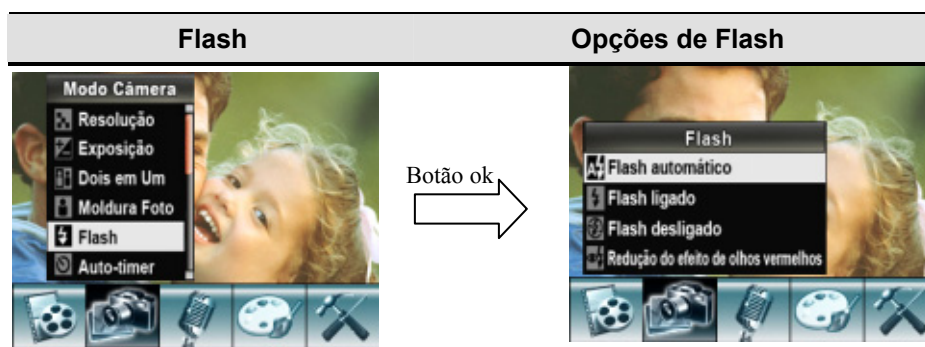 Flash
Opções de Flash
Modo Câmera
Resolução
Exposição
Dois em Um
Moldura Foto
Flash
Auto-timer
Botão ok
Flash
Flash automático
Flash ligado
Flash desligado
Redução do efeito de olhos vermelhos